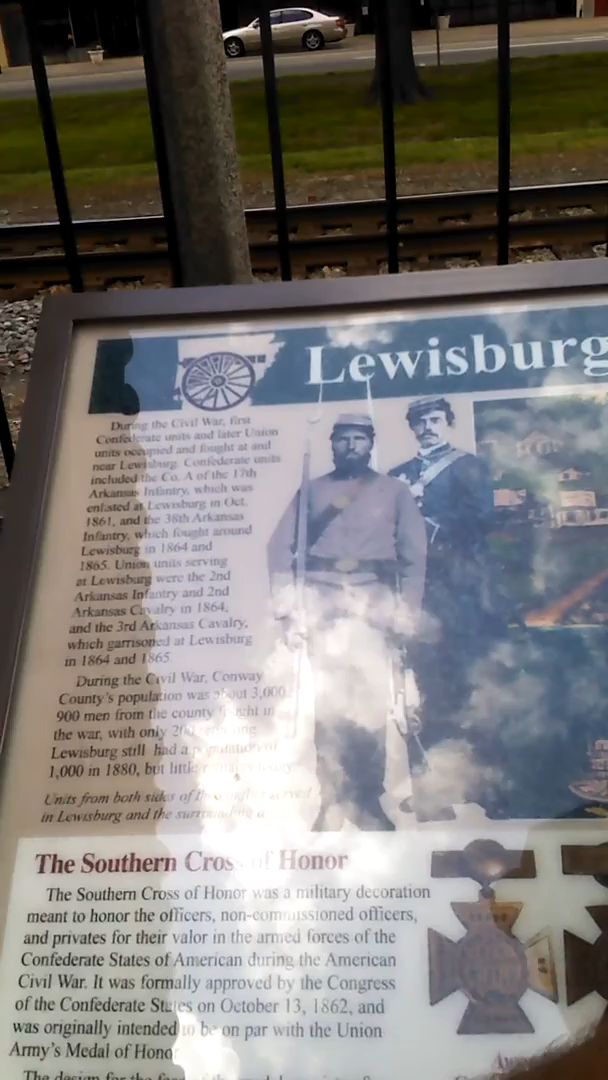 Lewisburg
During the Civil War, first
Confederate units and later Union
units occupied and fought at and
near Lewisburg. Confederate units
included the Co. A of the 17th
Arkansas Infantry, which was
enlisted at Lewisburg in Oct.
1861, and the 38th Arkansas
Infantry, which fought around
Lewisburg in 1864 and
1865. Union units serving
at Lewisburg were the 2nd
Arkansas Infantry and 2nd
Arkansas Cavalry in 1864,
and the 3rd Arkansas Cavalry,
which garrisoned at Lewisburg
in 1864 and 1865.
During the Civil War, Conway
County's population was about 3,000
900 men from the county fought in
the war, with only
Lewisburg still had a population of
1,000 in 1880, but little
Units from both sides of the conflict served
in Lewisburg and the
The Southern Cross of Honor
The Southern Cross of Honor was a military decoration
meant to honor the officers, non-commissioned officers,
and privates for their valor in the armed forces of the
Confederate States of American during the American
Civil War. It was formally approved by the Congress
of the Confederate States on October 13, 1862, and
was originally intended to be on par with the Union
Army's Medal of Honor
The design for the